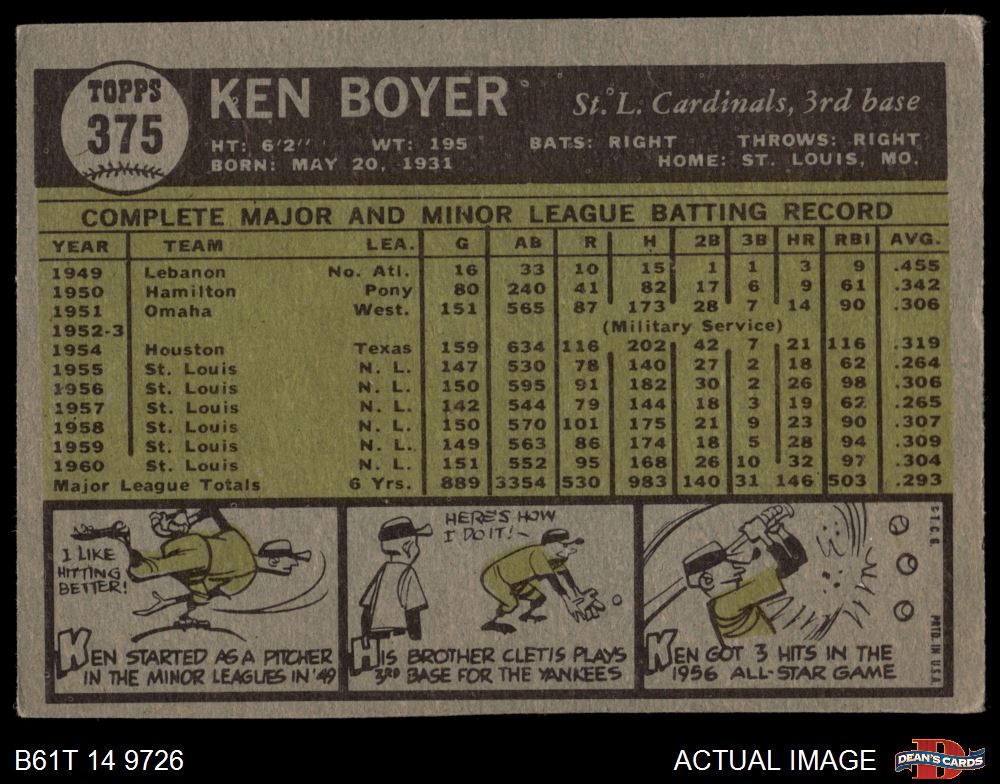 TOPPS
375
KEN BOYER
St. L. Cardinals, 3rd base
HT: 6'2" WT: 195 BATS: RIGHT THROWS: RIGHT
BORN: MAY 20, 1931 HOME: ST. LOUIS, MO.
COMPLETE MAJOR AND MINOR LEAGUE BATTING RECORD
YEAR TEAM LEA. G AB R H 2B 3B HR RBI AVG.
1949 Lebanon No. Atl. 16 33 10 15 1 1 3 9 .455
1950 Hamilton Pony 80 240 41 82 17 6 9 61 .342
1951 Omaha West. 151 565 87 173 28 7 14 90 .306
1952-3 (Military Service)
1954 Houston Texas 159 634 116 202 42 7 21 116 .319
1955 St. Louis N. L. 147 530 78 140 27 2 18 62 .264
1956 St. Louis N. L. 150 595 91 182 30 2 26 98 .306
1957 St. Louis N. L. 142 544 79 144 18 3 19 62 .265
1958 St. Louis N. L. 150 570 101 175 21 9 23 90 .307
1959 St. Louis N. L. 149 563 86 174 18 5 28 94 .309
1960 St. Louis N. L. 151 552 95 168 26 10 32 97 .304
Major League Totals 6 Yrs. 889 3354 530 983 140 31 146 503 .293
I LIKE
HITTING
BETTER!
KEN STARTED AS A PITCHER
IN THE MINOR LEAGUES IN '49
HERE'S HOW
I DO IT!
HIS BROTHER CLETIS PLAYS
3RD BASE FOR THE YANKEES
KEN GOT 3 HITS IN THE
1956 ALL-STAR GAME
© T.C.G.
PRTD. IN U.S.A.
B61T 14 9726
ACTUAL IMAGE
DEAN'S CARDS